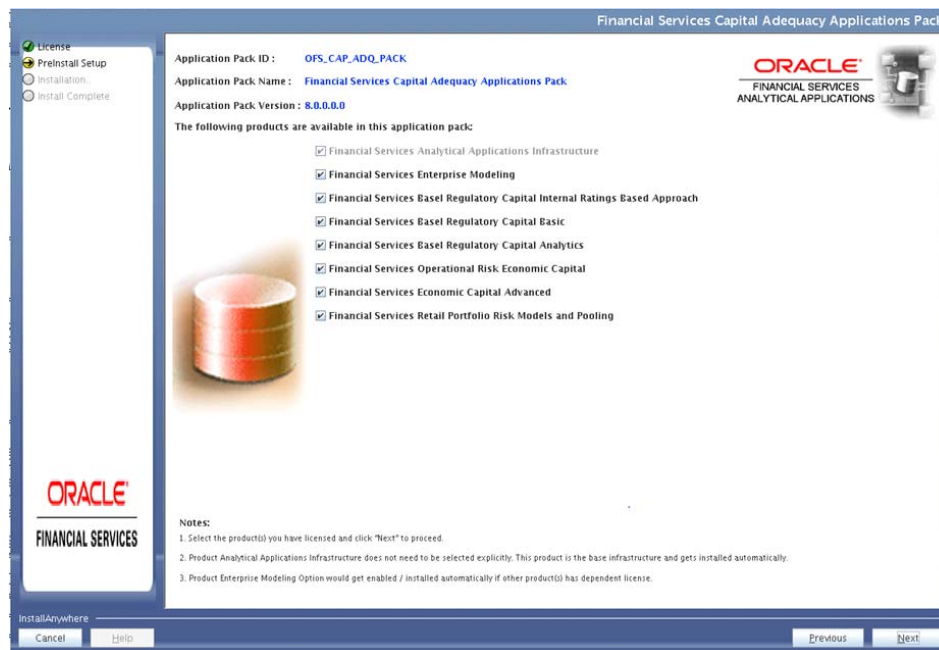 Financial Services Capital Adequacy Applications Pack
License
PreInstall Setup
Installation..
Install Complete
Application Pack ID : OFS_CAP_ADQ_PACK
Application Pack Name : Financial Services Capital Adequacy Applications Pack
Application Pack Version : 8.0.0.0.0
ORACLE
FINANCIAL SERVICES
ANALYTICAL APPLICATIONS
The following products are available in this application pack:
Financial Services Analytical Applications Infrastructure
Financial Services Enterprise Modeling
Financial Services Basel Regulatory Capital Internal Ratings Based Approach
Financial Services Basel Regulatory Capital Basic
Financial Services Basel Regulatory Capital Analytics
Financial Services Operational Risk Economic Capital
Financial Services Economic Capital Advanced
Financial Services Retail Portfolio Risk Models and Pooling
ORACLE
FINANCIAL SERVICES
Notes:
1. Select the product(s) you have licensed and click "Next" to proceed.
2. Product Analytical Applications Infrastructure does not need to be selected explicitly. This product is the base infrastructure and gets installed automatically.
3. Product Enterprise Modeling Option would get enabled / installed automatically if other product(s) has dependent license.
InstallAnywhere
Cancel
Help
Previous
Next